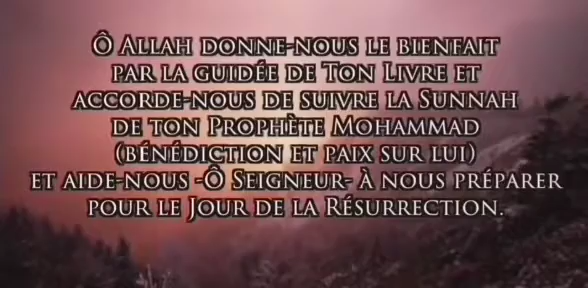 Ô Allah donne-nous le bienfait
par la guidée de Ton Livre et
accorde-nous de suivre la Sunnah
de ton Prophète Mohammad
(bénédiction et paix sur lui)
et aide-nous -Ô Seigneur- à nous préparer
pour le Jour de la Résurrection.